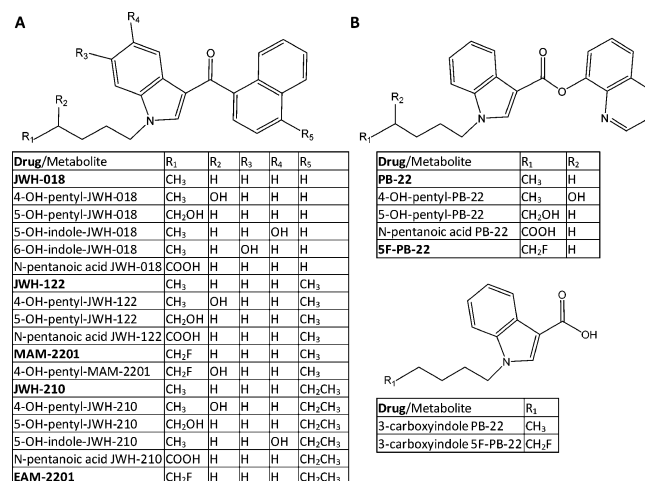 A
R4
R3
O
R2
R1
N
R5
Drug/Metabolite R1 R2 R3 R4 R5
JWH-018 CH3 H H H H
4-OH-pentyl-JWH-018 CH3 OH H H H
5-OH-pentyl-JWH-018 CH2OH H H H H
5-OH-indole-JWH-018 CH3 H H OH H
6-OH-indole-JWH-018 CH3 H OH H H
N-pentanoic acid JWH-018 COOH H H H H
JWH-122 CH3 H H H CH3
4-OH-pentyl-JWH-122 CH3 OH H H CH3
5-OH-pentyl-JWH-122 CH2OH H H H CH3
N-pentanoic acid JWH-122 COOH H H H CH3
MAM-2201 CH2F H H H CH3
4-OH-pentyl-MAM-2201 CH2F OH H H CH3
JWH-210 CH3 H H H CH2CH3
4-OH-pentyl-JWH-210 CH3 OH H H CH2CH3
5-OH-pentyl-JWH-210 CH2OH H H H CH2CH3
5-OH-indole-JWH-210 CH3 H H OH CH2CH3
N-pentanoic acid JWH-210 COOH H H H CH2CH3
EAM-2201 CH2F H H H CH2CH3
B
O
O
R2
R1
N
N
Drug/Metabolite R1 R2
PB-22 CH3 H
4-OH-pentyl-PB-22 CH3 OH
5-OH-pentyl-PB-22 CH2OH H
N-pentanoic acid PB-22 COOH H
5F-PB-22 CH2F H
O
OH
N
R1
Drug/Metabolite R1
3-carboxyindole PB-22 CH3
3-carboxyindole 5F-PB-22 CH2F